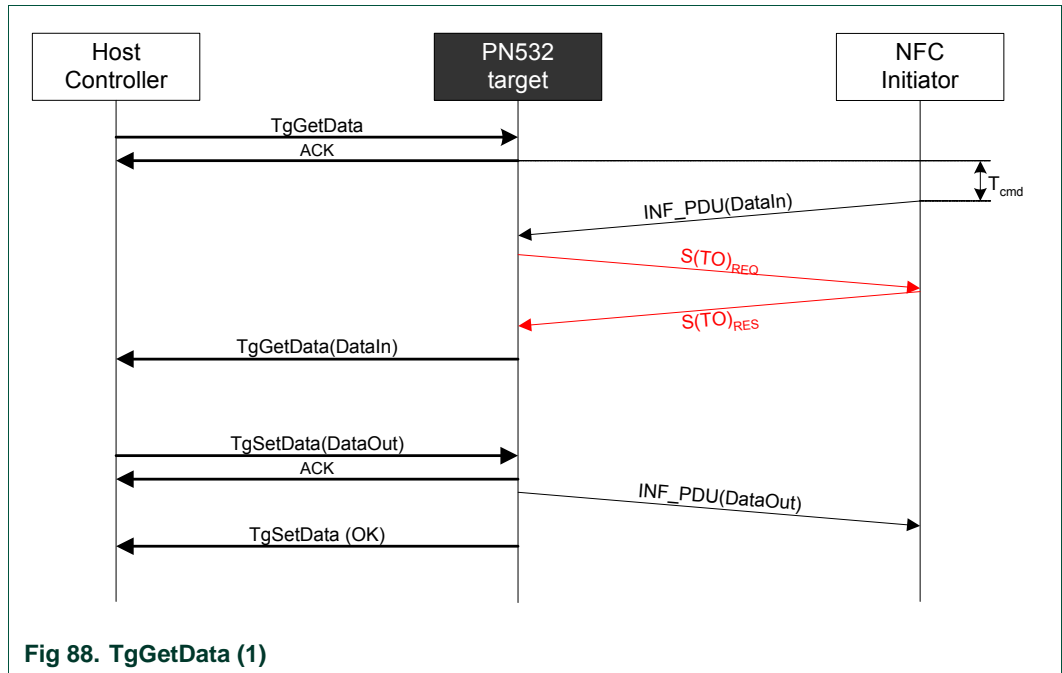 Host
Controller
PN532
target
NFC
Initiator
TgGetData
ACK
Tcmd
INF_PDU(DataIn)
S(TO)REQ
S(TO)RES
TgGetData(DataIn)
TgSetData(DataOut)
ACK
INF_PDU(DataOut)
TgSetData (OK)
Fig 88. TgGetData (1)